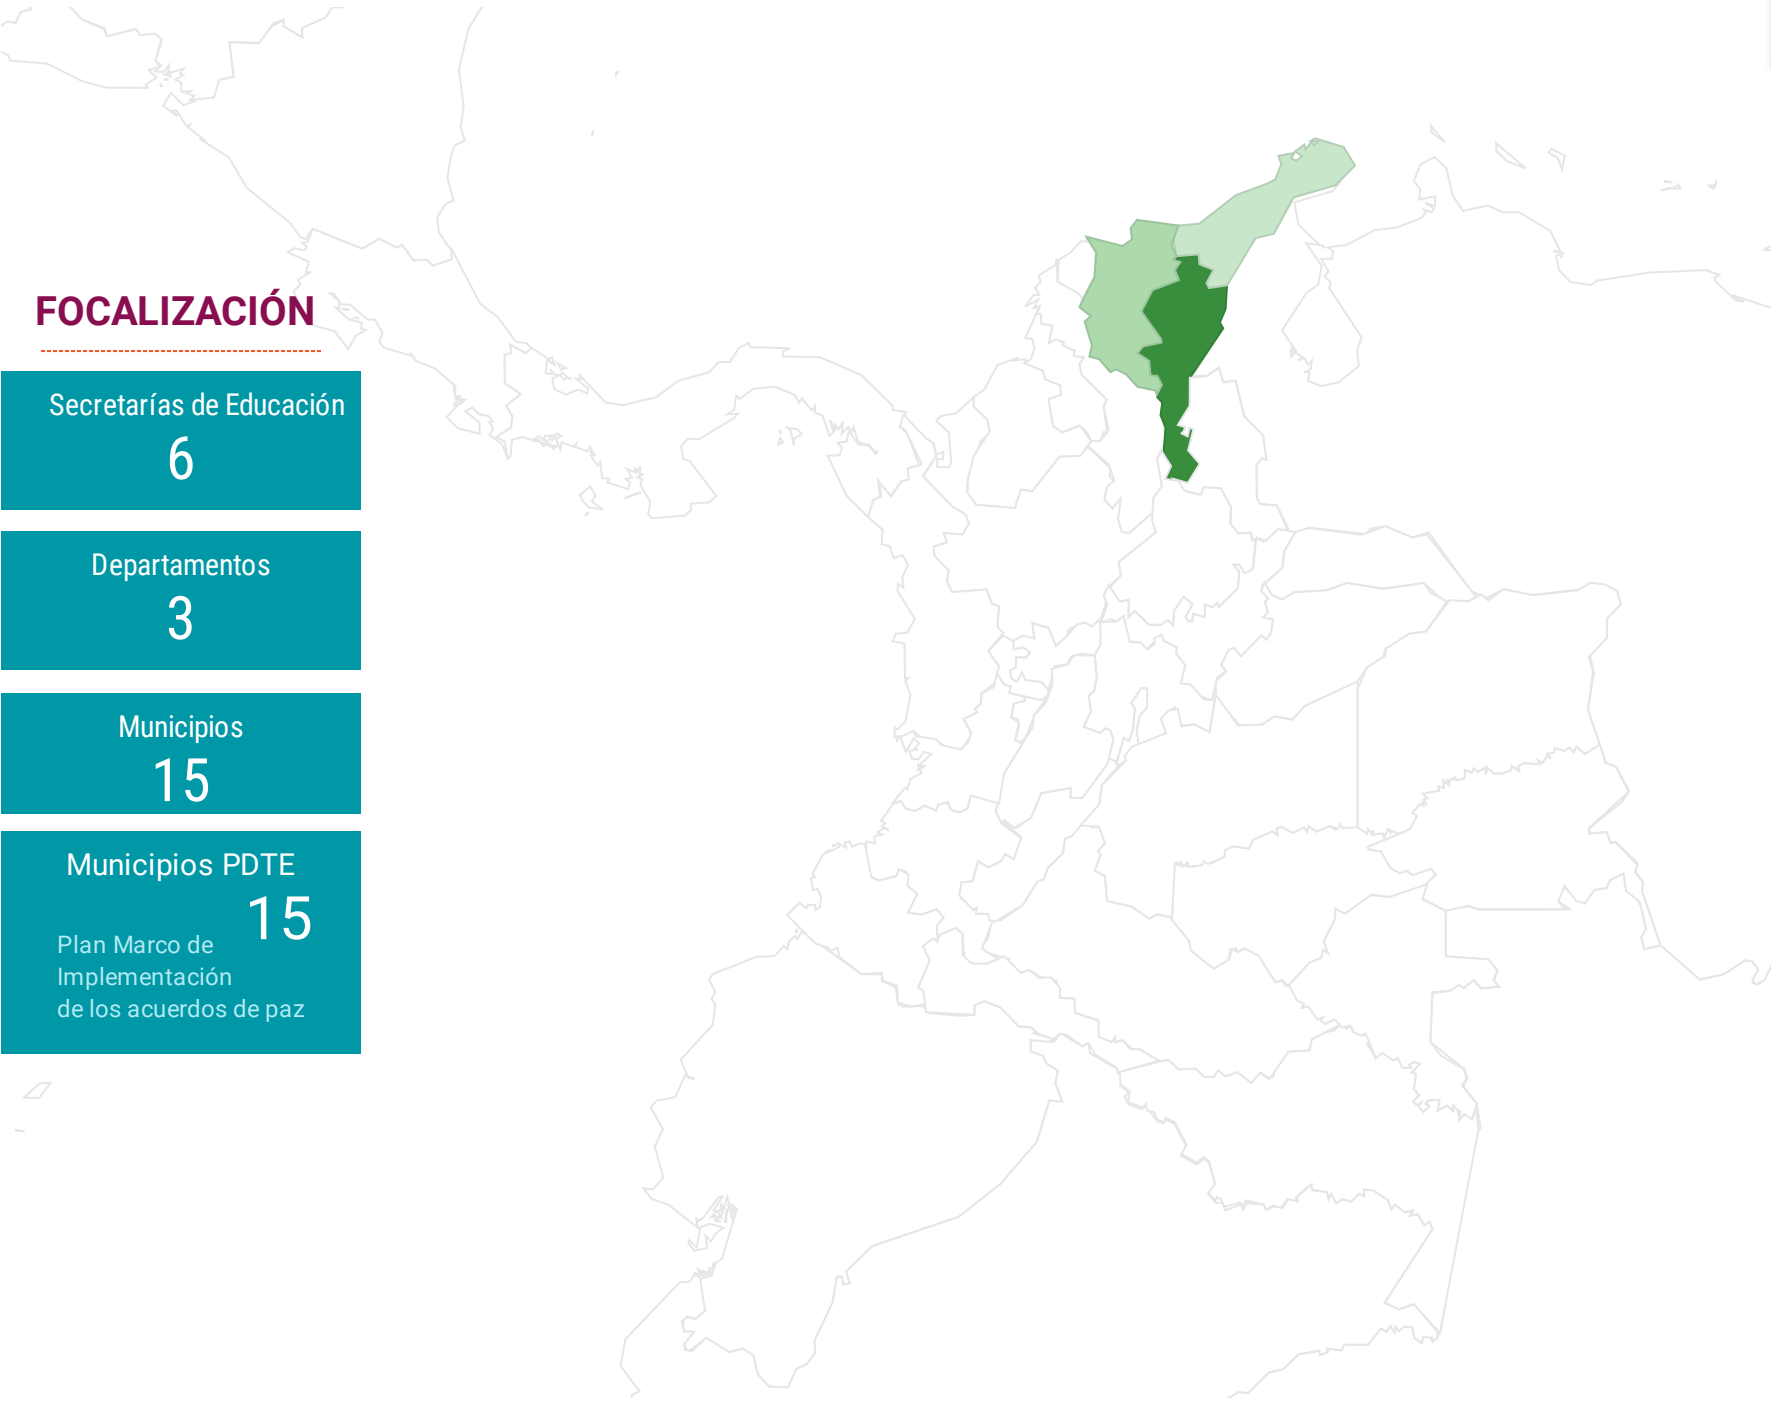 FOCALIZACIÓN
Secretarías de Educación
6
Departamentos
3
Municipios
15
Municipios PDTE
15
Plan Marco de
Implementación
de los acuerdos de paz